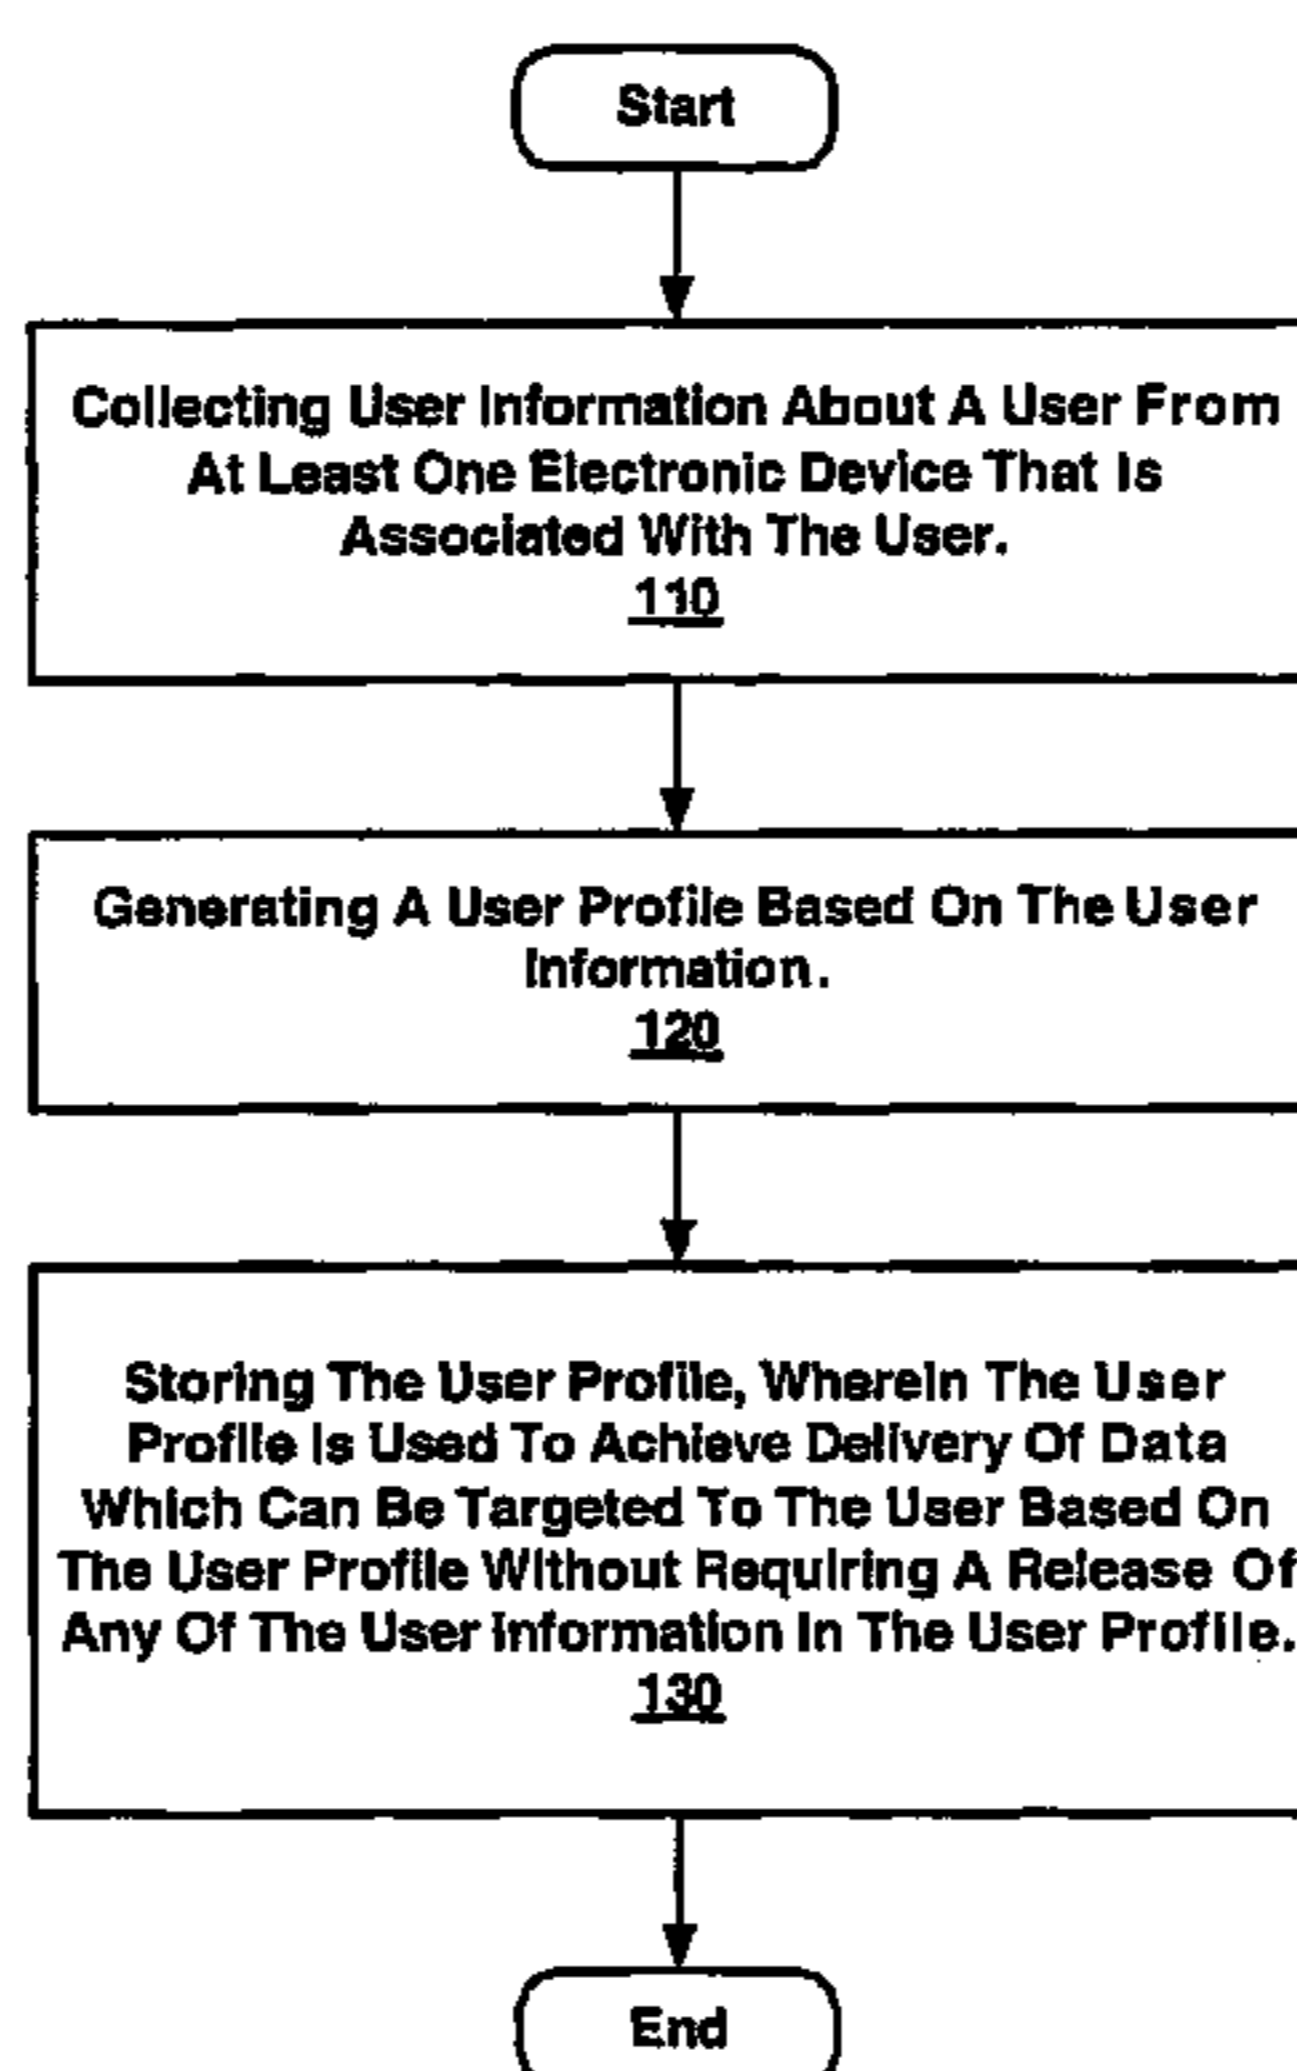 Start
Collecting User Information About A User From
At Least One Electronic Device That Is
Associated With The User.
110
Generating A User Profile Based On The User
Information.
120
Storing The User Profile, Wherein The User
Profile Is Used To Achieve Delivery Of Data
Which Can Be Targeted To The User Based On
The User Profile Without Requiring A Release Of
Any Of The User Information In The User Profile.
130
End